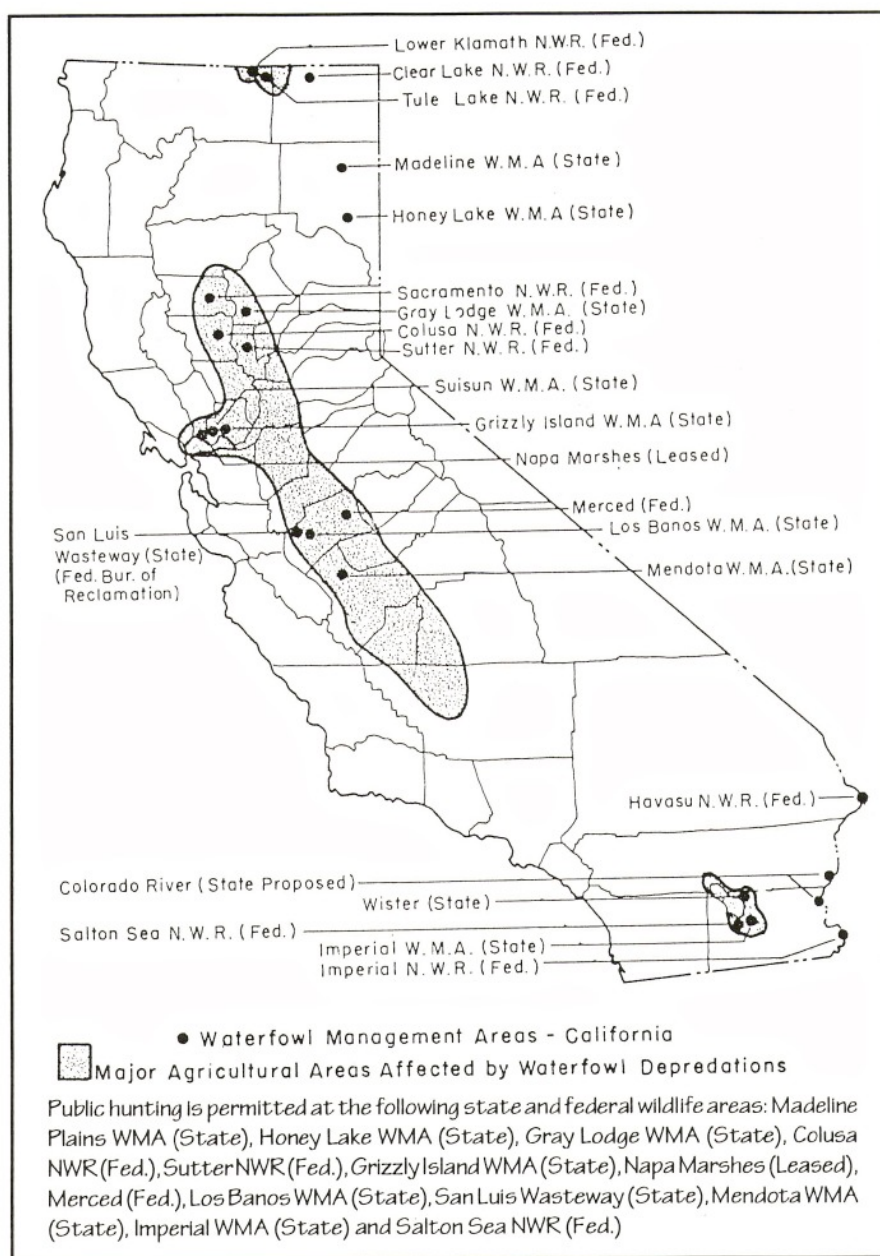 Lower Klamath N.W.R. (Fed.)
Clear Lake N.W.R. (Fed.)
Tule Lake N.W.R. (Fed.)
Madeline W.M.A (State)
Honey Lake W.M.A (State)
Sacramento N.W.R. (Fed.)
Gray Lodge W.M.A. (State)
Colusa N.W.R. (Fed.)
Sutter N.W.R. (Fed.)
Suisun W.M.A. (State)
Grizzly Island W.M.A (State)
Napa Marshes (Leased)
Merced (Fed.)
Los Banos W.M.A. (State)
San Luis
Wasteway (State)
(Fed. Bur. of
Reclamation)
Mendota W.M.A.(State)
Havasu N.W.R. (Fed.)
Colorado River (State Proposed)
Wister (State)
Salton Sea N.W.R. (Fed.)
Imperial W.M.A. (State)
Imperial N.W.R. (Fed.)
Waterfowl Management Areas - California
Major Agricultural Areas Affected by Waterfowl Depredations
Public hunting is permitted at the following state and federal wildlife areas: Madeline
Plains WMA (State), Honey Lake WMA (State), Gray Lodge WMA (State), Colusa
NWR (Fed.), Sutter NWR (Fed.), Grizzly Island WMA (State), Napa Marshes (Leased),
Merced (Fed.), Los Banos WMA (State), San Luis Wasteway (State), Mendota WMA
(State), Imperial WMA (State) and Salton Sea NWR (Fed.)